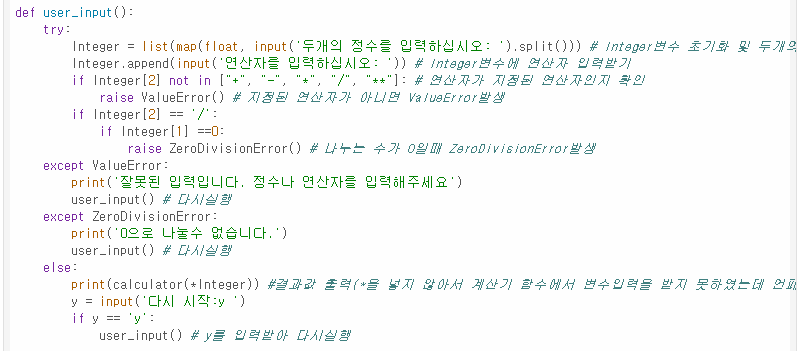 def user_input():
    try:
        Integer = list(map(float, input('두개의 정수를 입력하십시오: ').split())) # Integer변수 초기화 및 두개의
        Integer.append(input('연산자를 입력하십시오: ')) # Integer변수에 연산자 입력받기
        if Integer[2] not in ["+", "-", "*", "/", "**"]: # 연산자가 지정된 연산자인지 확인
            raise ValueError() # 지정된 연산자가 아니면 ValueError발생
        if Integer[2] == '/':
            if Integer[1] ==0:
                raise ZeroDivisionError() # 나누는 수가 0일때 ZeroDivisionError발생
    except ValueError:
        print('잘못된 입력입니다. 정수나 연산자를 입력해주세요')
        user_input() # 다시실행
    except ZeroDivisionError:
        print('0으로 나눌수 없습니다.')
        user_input() # 다시실행
    else:
        print(calculator(*Integer)) #결과값 출력(*을 넣지 않아서 계산기 함수에서 변수입력을 받지 못하였는데 언패
        y = input('다시 시작:y ')
        if y == 'y':
            user_input() # y를 입력받아 다시실행